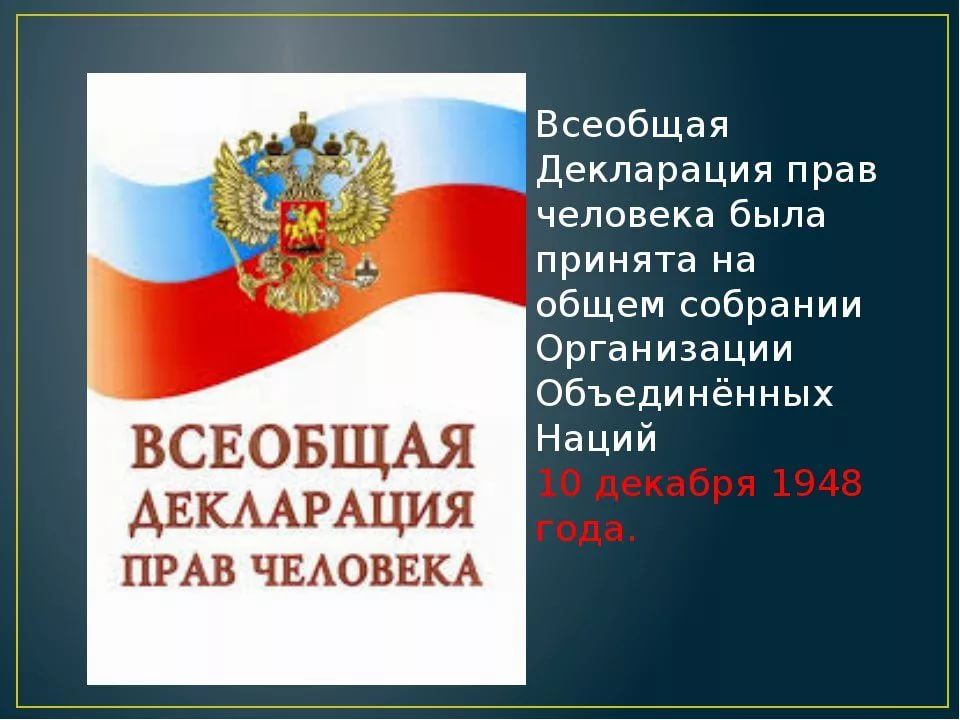 ВСЕОБЩАЯ
ДЕКЛАРАЦИЯ
ПРАВ ЧЕЛОВЕКА
Всеобщая
Декларация прав
человека была
принята на
общем собрании
Организации
Объединённых
Наций
10 декабря 1948
года.